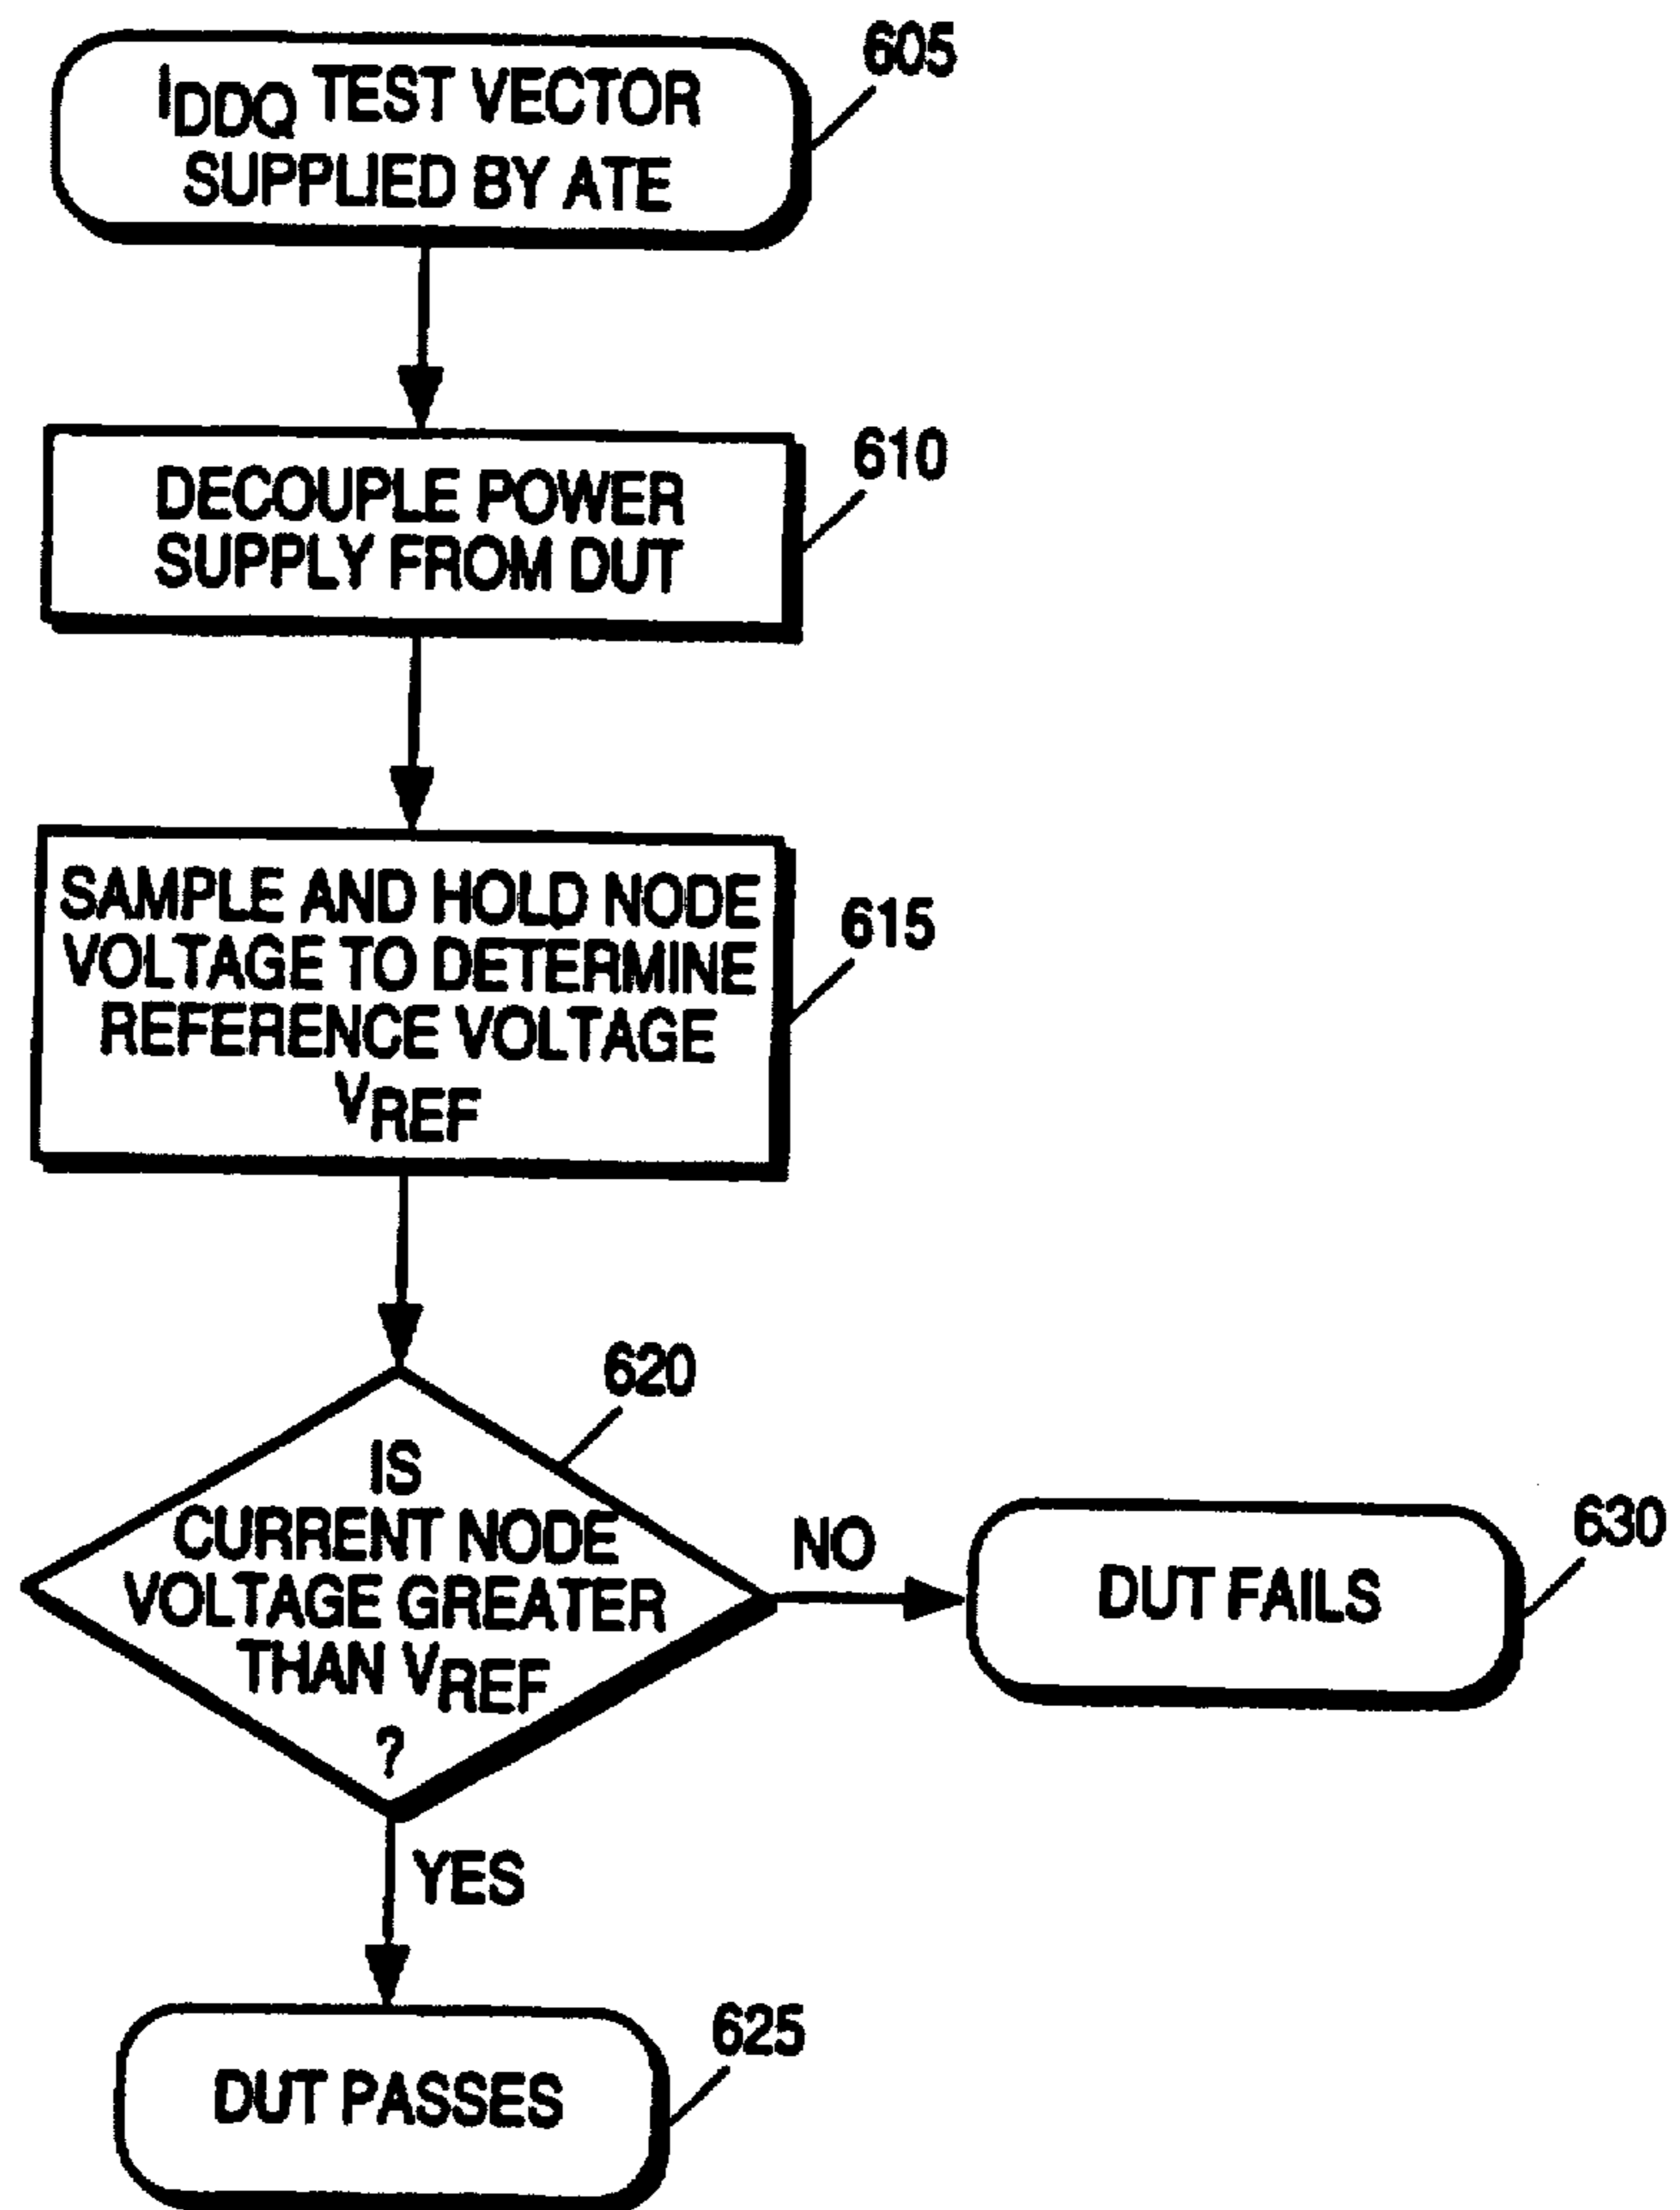 605
IDDQ TEST VECTOR
SUPPLIED BY ATE
610
DECOUPLE POWER
SUPPLY FROM DUT
615
SAMPLE AND HOLD NODE
VOLTAGE TO DETERMINE
REFERENCE VOLTAGE
VREF
620
IS
CURRENT NODE
VOLTAGE GREATER
THAN VREF
?
NO
630
DUT FAILS
YES
625
DUT PASSES